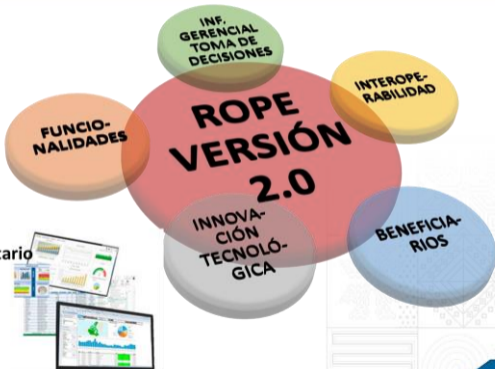 INF.
GERENCIAL
TOMA DE
DECISIONES
INTEROPE-
RABILIDAD
FUNCIO-
NALIDADES
ROPE
VERSIÓN
2.0
INNOVA-
CIÓN
TECNOLÓ-
GICA
BENEFICIA-
RIOS
tario